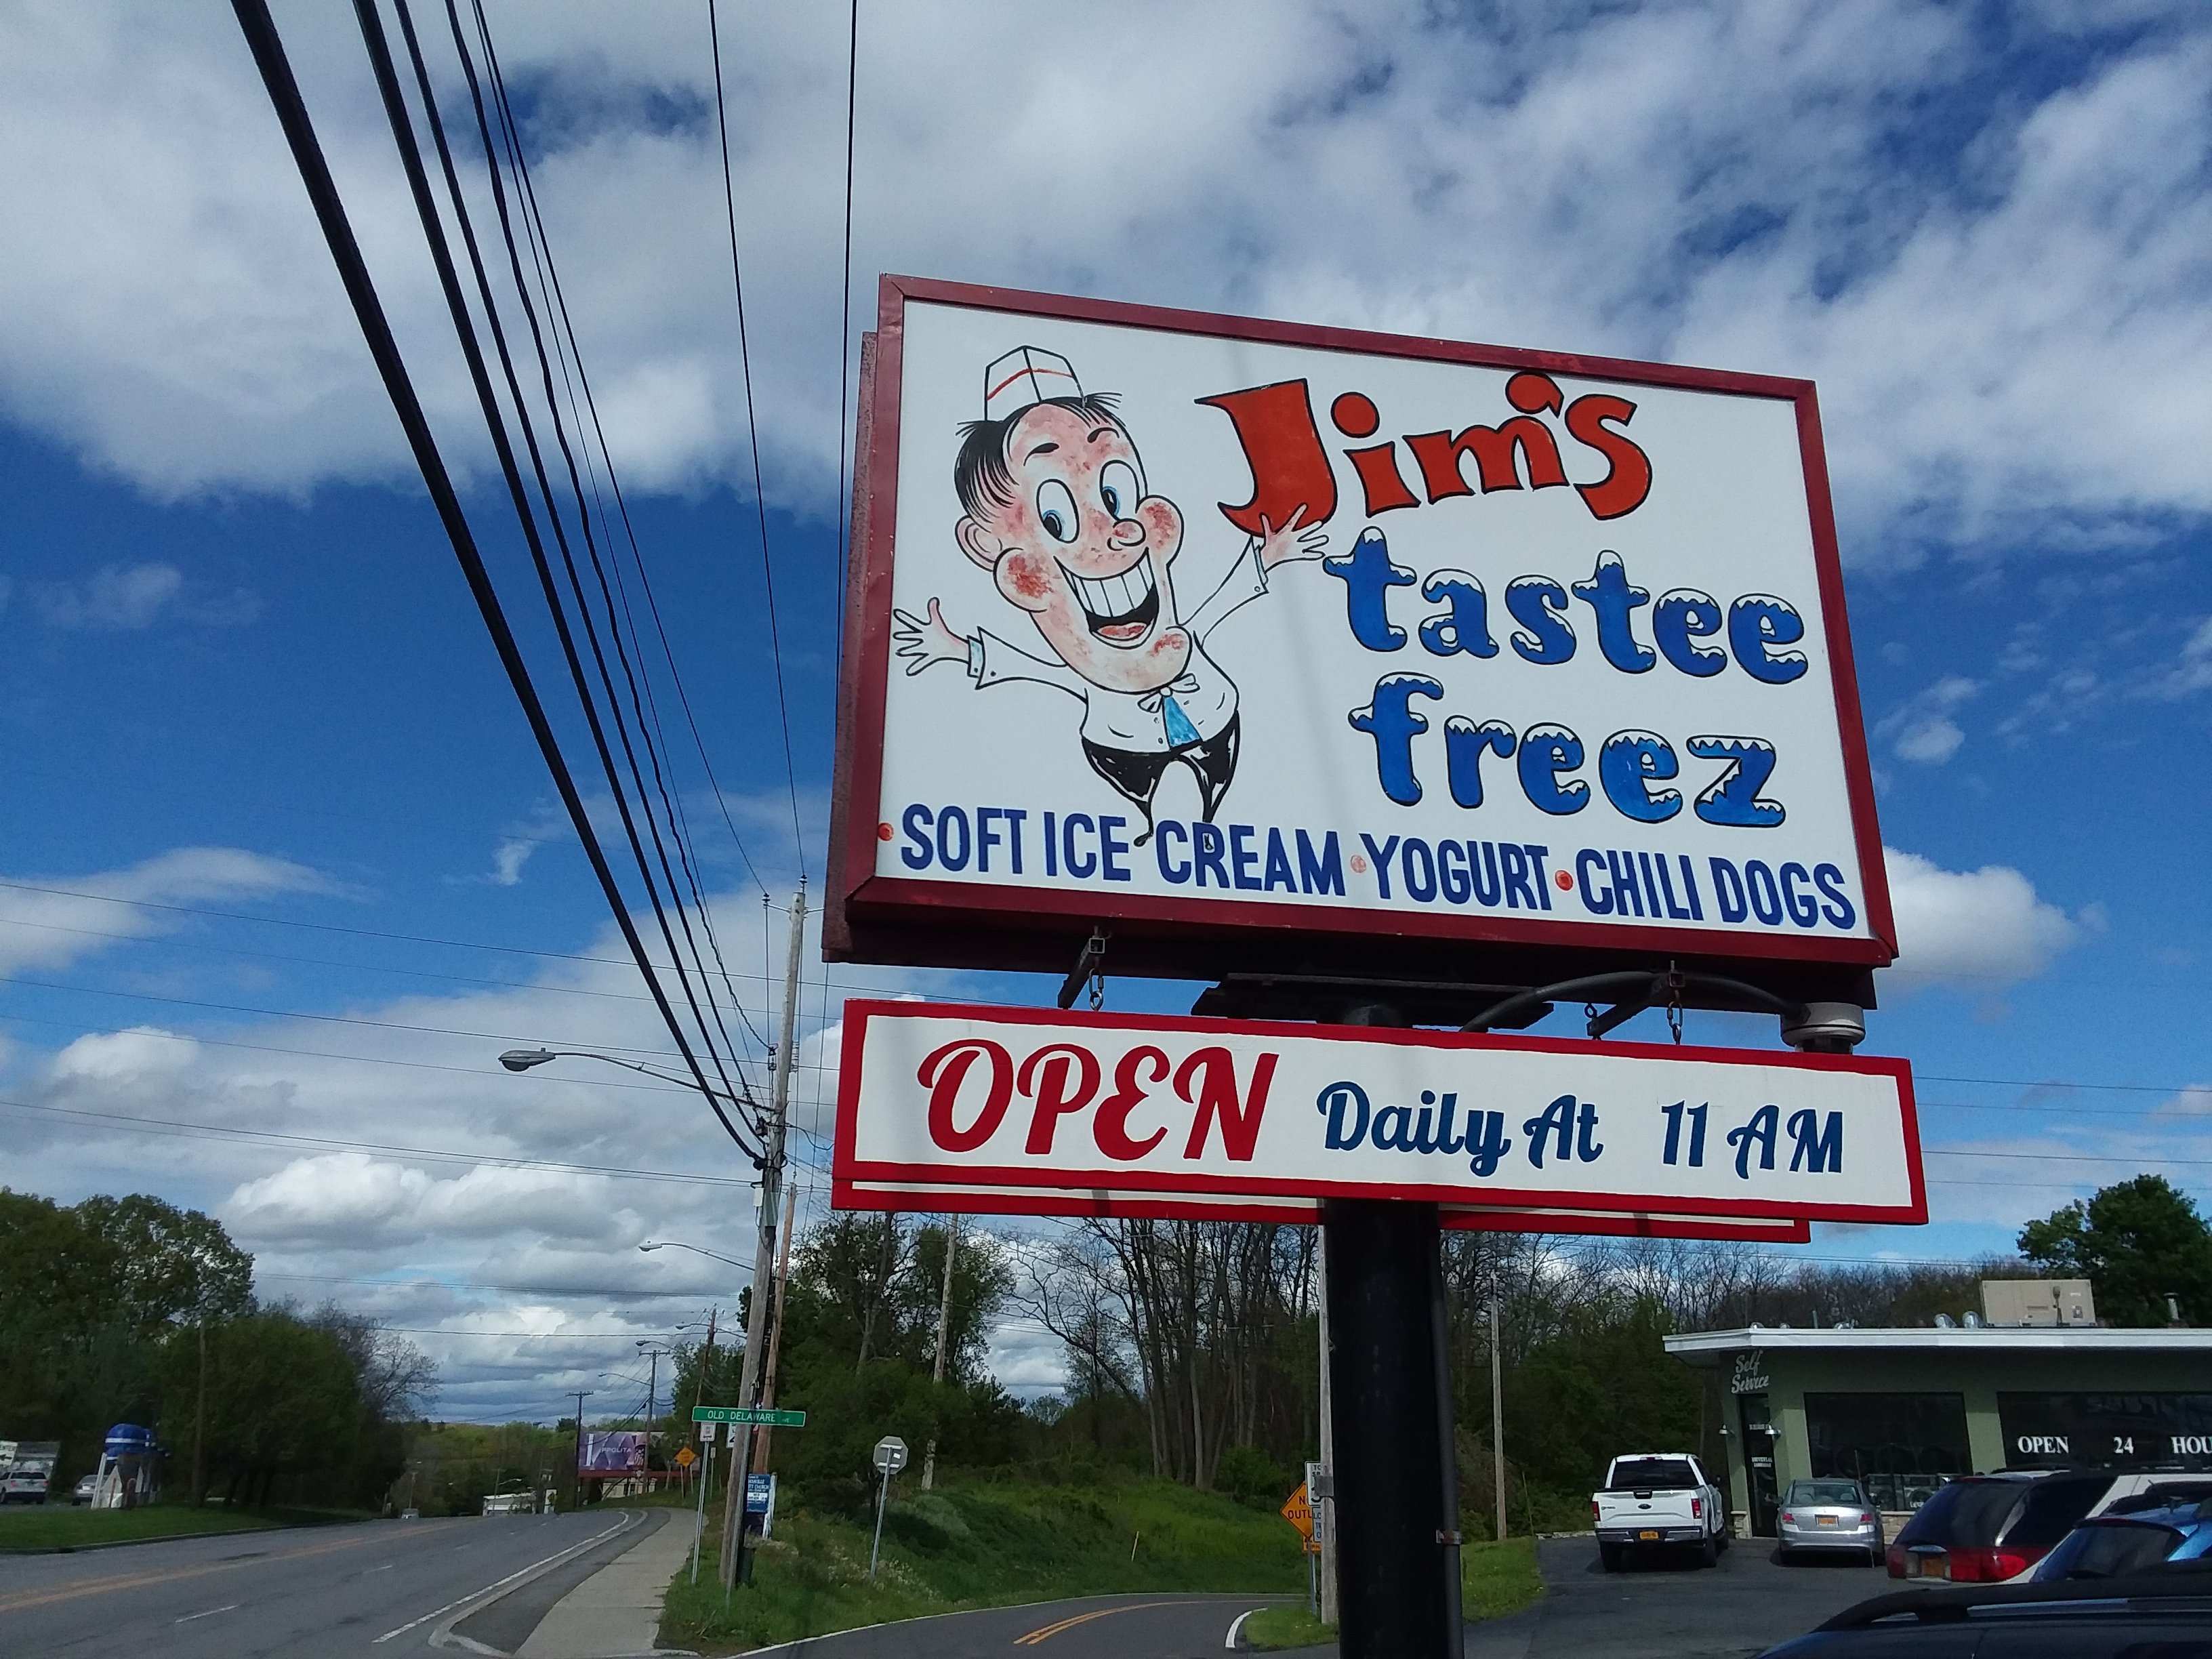 Jim's
tastee
freez
• SOFT ICE CREAM • YOGURT • CHILI DOGS
OPEN Daily At 11 AM
OLD DELAWARE
Self
Service
OPEN 24 HOU